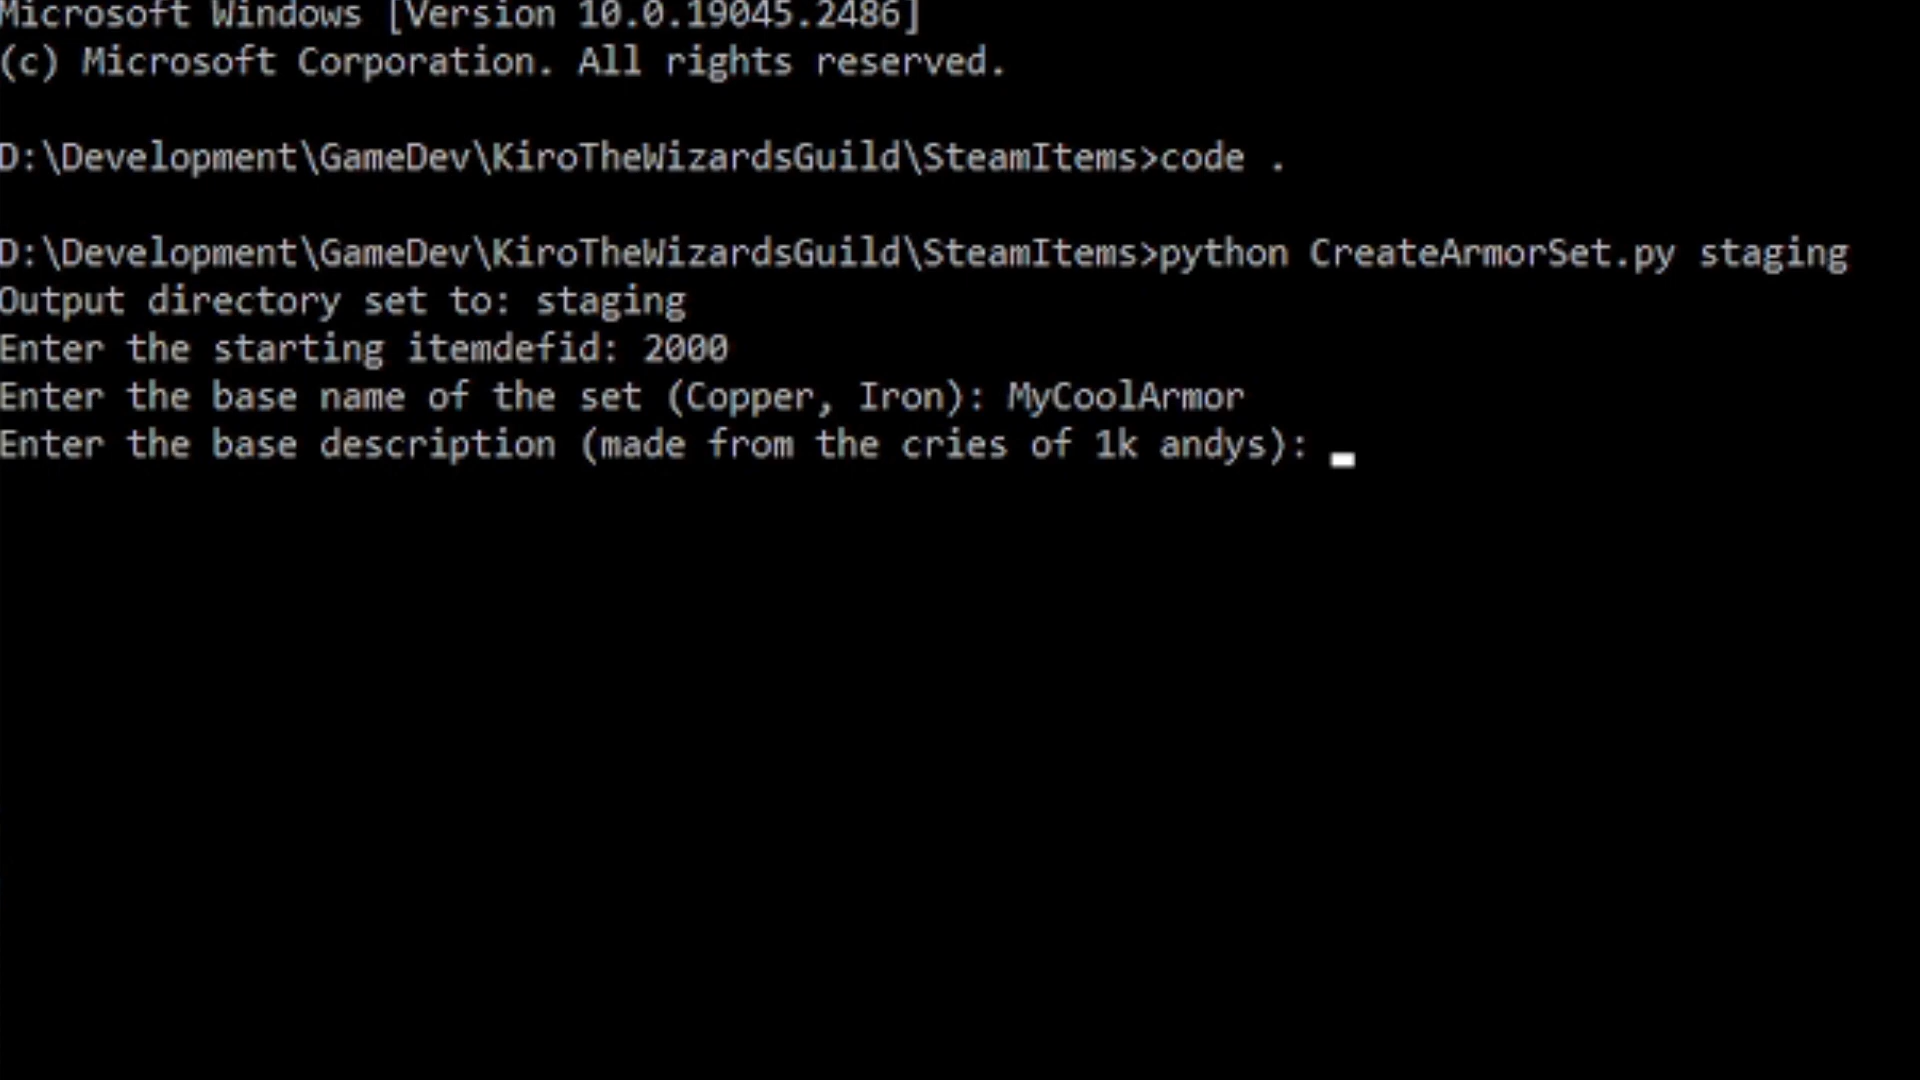 Microsoft Windows [Version 10.0.19045.2486]
(c) Microsoft Corporation. All rights reserved.
D:\Development\GameDev\KiroTheWizardsGuild\SteamItems>code .
D:\Development\GameDev\KiroTheWizardsGuild\SteamItems>python CreateArmorSet.py staging
Output directory set to: staging
Enter the starting itemdefid: 2000
Enter the base name of the set (Copper, Iron): MyCoolArmor
Enter the base description (made from the cries of 1k andys):